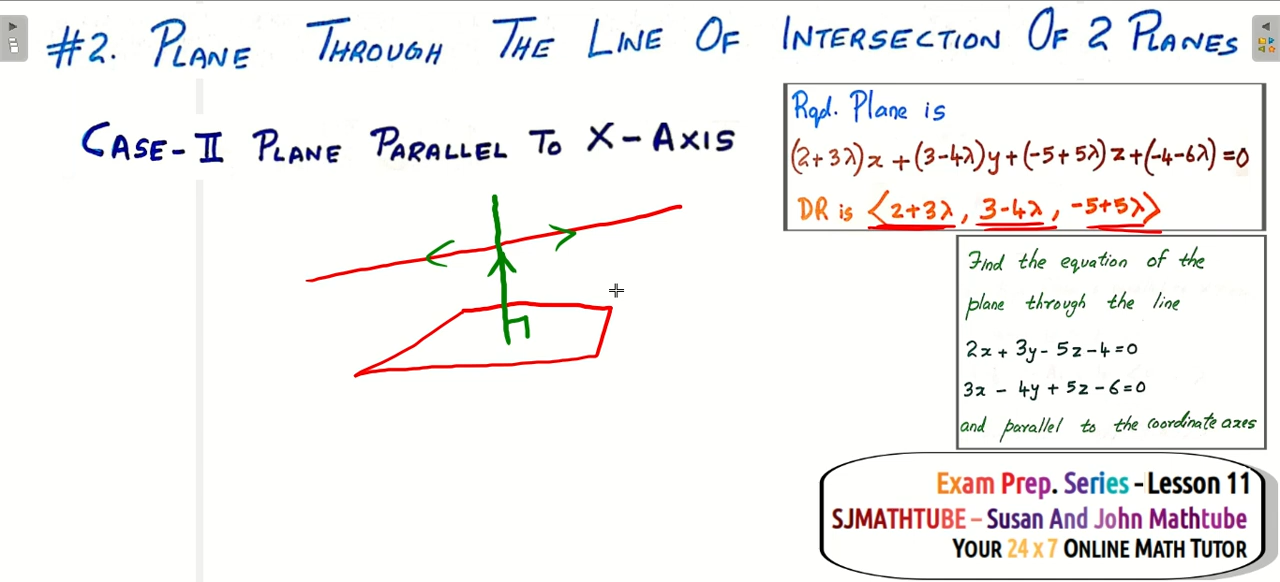 #2. PLANE THROUGH THE LINE OF INTERSECTION OF 2 PLANES
CASE-II PLANE PARALLEL TO X-AXIS
Rqd. Plane is
(2+3λ)x+(3-4λ)y+(-5+5λ)z+(-4-6λ)=0
DR is <2+3λ, 3-4λ, -5+5λ>
Find the equation of the
plane through the line
2x+3y-5z-4=0
3x-4y+5z-6=0
and parallel to the coordinate axes
Exam Prep. Series - Lesson 11
SJMATHTUBE – Susan And John Mathtube
YOUR 24 x 7 ONLINE MATH TUTOR